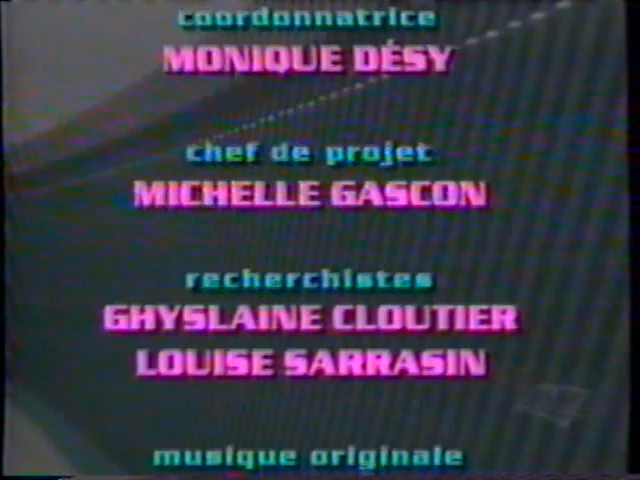 coordonnatrice
MONIQUE DÉSY
chef de projet
MICHELLE GASCON
recherchistes
GHYSLAINE CLOUTIER
LOUISE SARRASIN
musique originale